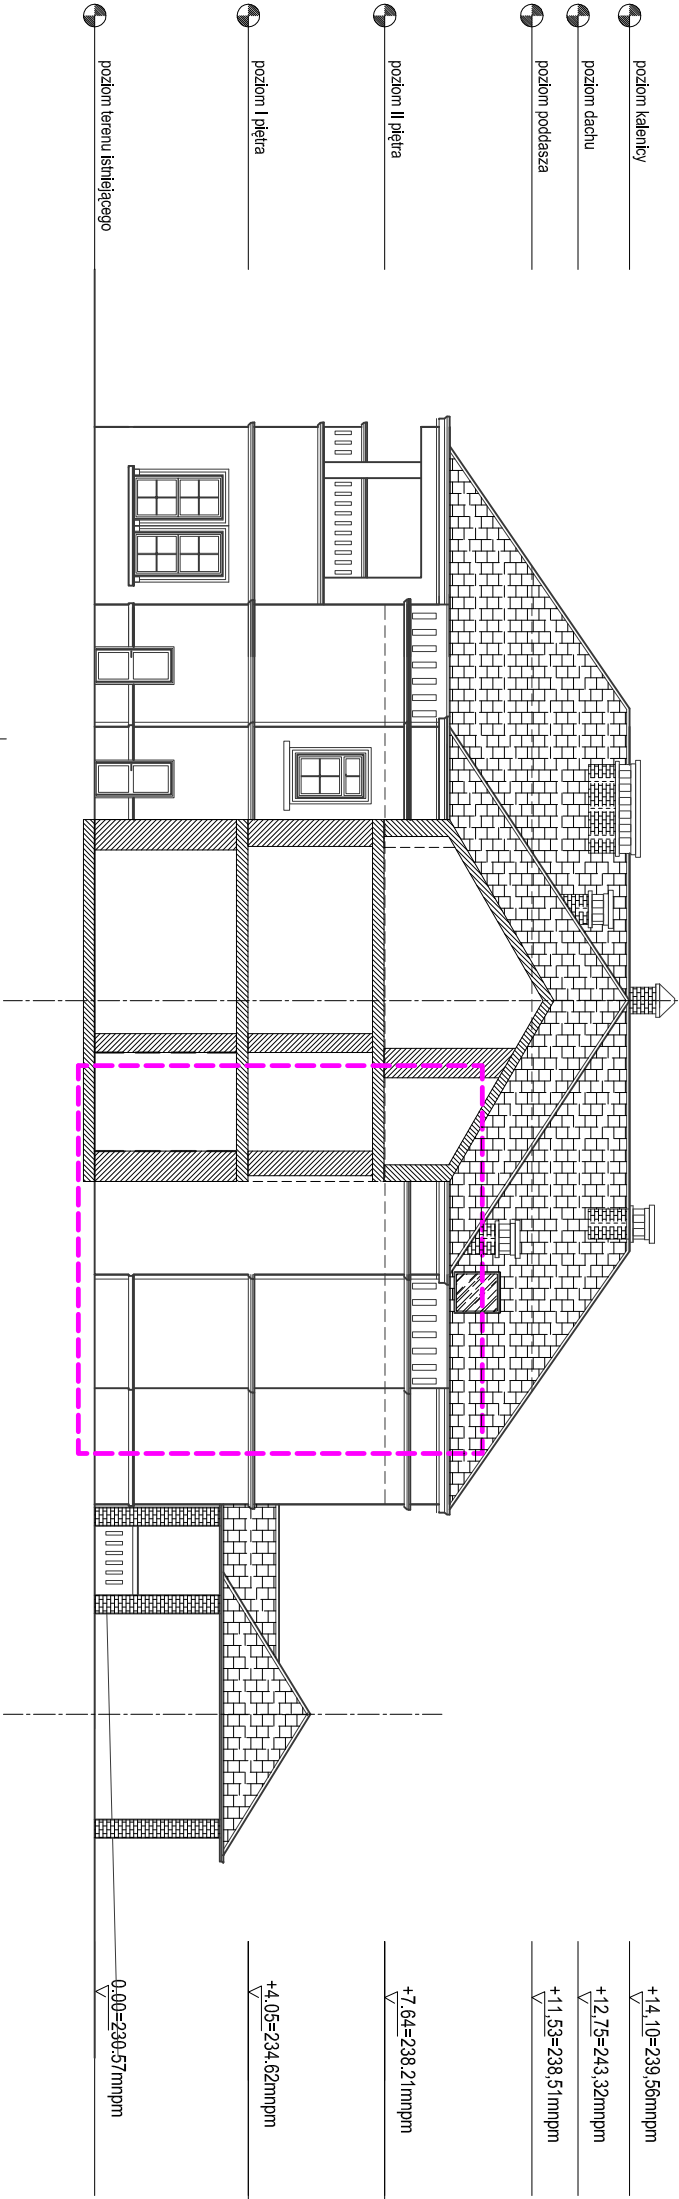 poziom kalenicy
poziom dachu
poziom poddasza
poziom II piętra
poziom I piętra
poziom terenu istniejącego
+14,10=239,56mnpm
+12,75=243,32mnpm
+11,53=238,51mnpm
+7.64=238.21mnpm
+4.05=234.62mnpm
0.00=230.57mnpm